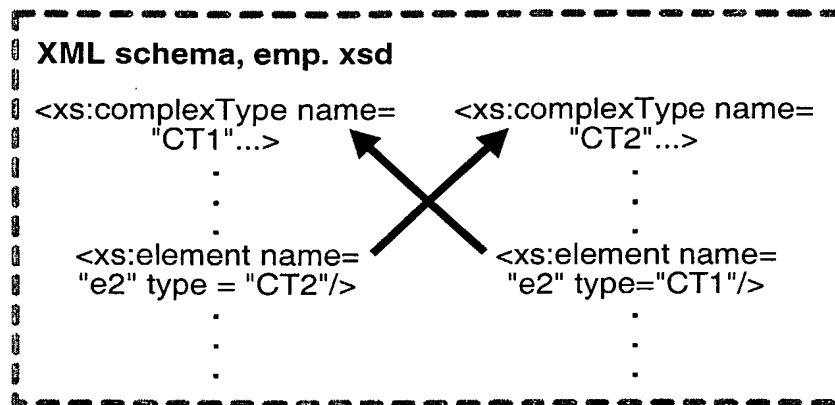 XML schema, emp. xsd
<xs:complexType name=
"CT1"...>
<xs:element name=
"e2" type = "CT2"/>
<xs:complexType name=
"CT2"...>
<xs:element name=
"e2" type="CT1"/>